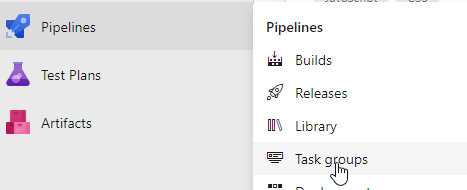 Pipelines
Test Plans
Artifacts
Pipelines
Builds
Releases
Library
Task groups